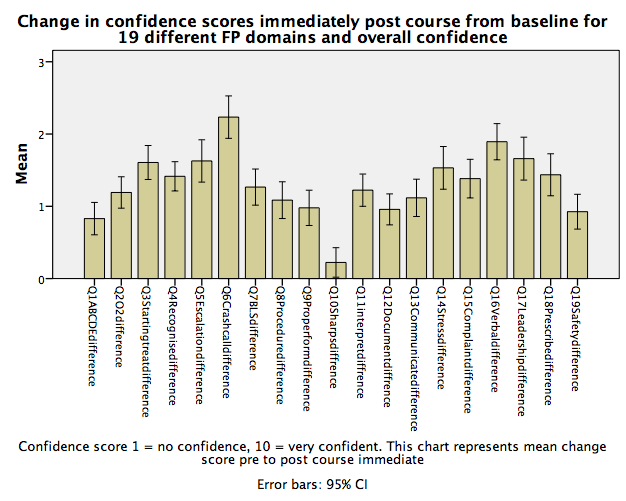 Change in confidence scores immediately post course from baseline for
19 different FP domains and overall confidence
Mean
3
2
1
0
Q1ABCDEdifference
Q2O2difference
Q3Startingtreatdifference
Q4Recognisedifference
Q5Escalationdifference
Q6Crashcalldifference
Q7BLSdifference
Q8Proceduredifference
Q9Properformdifference
Q10Sharpsdiffrence
Q11interpretdiffrence
Q12Documentdiffrence
Q13Communicatedifference
Q14Stressdifference
Q15Complaintdifference
Q16Verbaldifference
Q17Leadershipdifference
Q18Prescribedifference
Q19Safetydifference
Confidence score 1 = no confidence, 10 = very confident. This chart represents mean change
score pre to post course immediate
Error bars: 95% CI